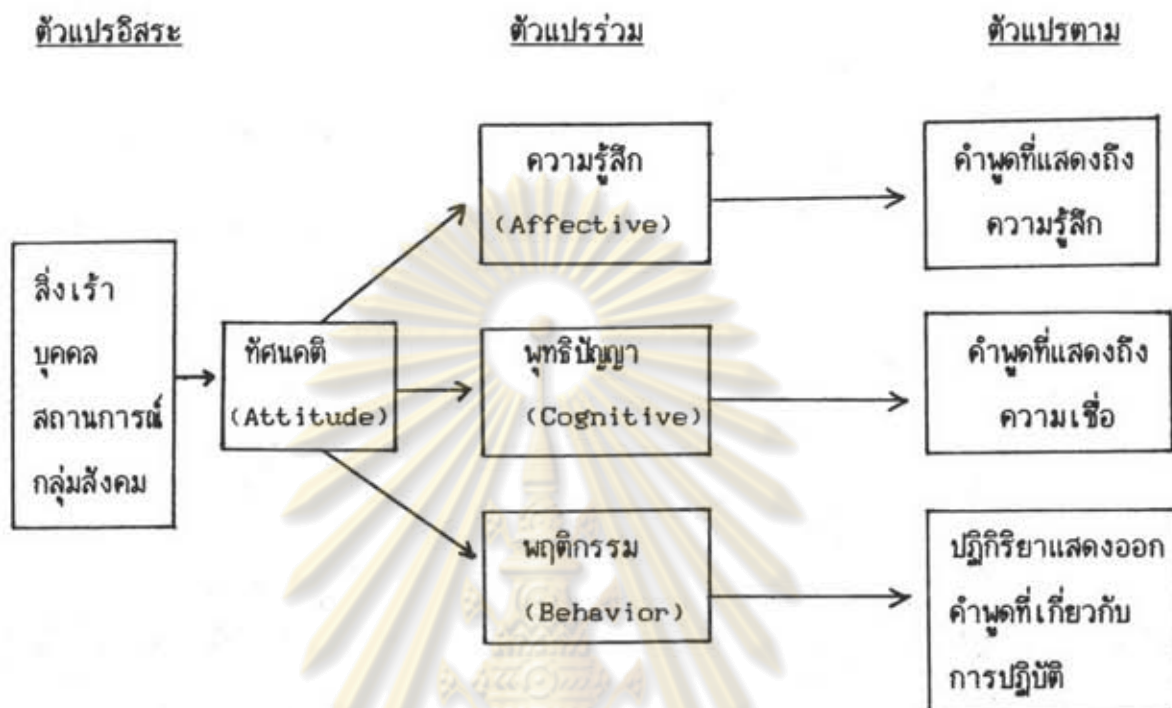 ตัวแปรอิสระ
ตัวแปรร่วม
ตัวแปรตาม
สิ่งเร้า
บุคคล
สถานการณ์
กลุ่มสังคม
ทัศนคติ
(Attitude)
ความรู้สึก
(Affective)
พุทธิปัญญา
(Cognitive)
พฤติกรรม
(Behavior)
คำพูดที่แสดงถึง
ความรู้สึก
คำพูดที่แสดงถึง
ความเชื่อ
ปฏิกิริยาแสดงออก
คำพูดที่เกี่ยวกับ
การปฏิบัติ